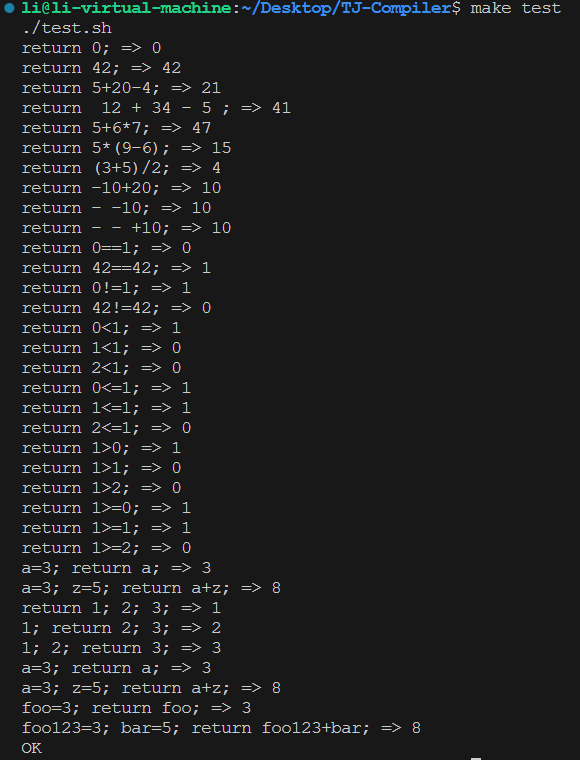 li@li-virtual-machine:~/Desktop/TJ-Compiler$ make test
./test.sh
return 0; => 0
return 42; => 42
return 5+20-4; => 21
return  12 + 34 - 5 ; => 41
return 5+6*7; => 47
return 5*(9-6); => 15
return (3+5)/2; => 4
return -10+20; => 10
return - -10; => 10
return - - +10; => 10
return 0==1; => 0
return 42==42; => 1
return 0!=1; => 1
return 42!=42; => 0
return 0<1; => 1
return 1<1; => 0
return 2<1; => 0
return 0<=1; => 1
return 1<=1; => 1
return 2<=1; => 0
return 1>0; => 1
return 1>1; => 0
return 1>2; => 0
return 1>=0; => 1
return 1>=1; => 1
return 1>=2; => 0
a=3; return a; => 3
a=3; z=5; return a+z; => 8
return 1; 2; 3; => 1
1; return 2; 3; => 2
1; 2; return 3; => 3
a=3; return a; => 3
a=3; z=5; return a+z; => 8
foo=3; return foo; => 3
foo123=3; bar=5; return foo123+bar; => 8
OK